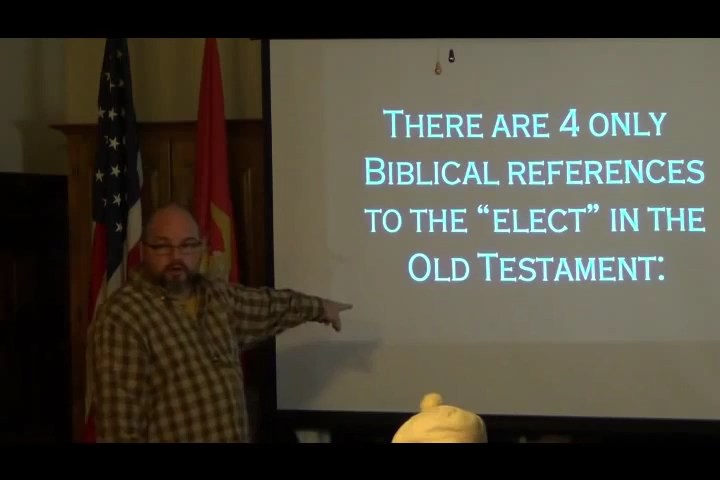 There are 4 only
Biblical references
to the “elect” in the
Old Testament: